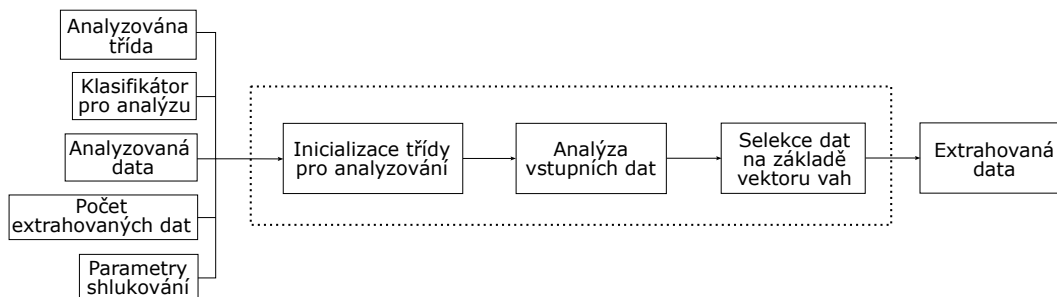 Analyzována
třída
Klasifikátor
pro analýzu
Analyzovaná
data
Počet
extrahovaných dat
Parametry
shlukování
Inicializace třídy
pro analyzování
Analýza
vstupních dat
Selekce dat
na základě
vektoru vah
Extrahovaná
data